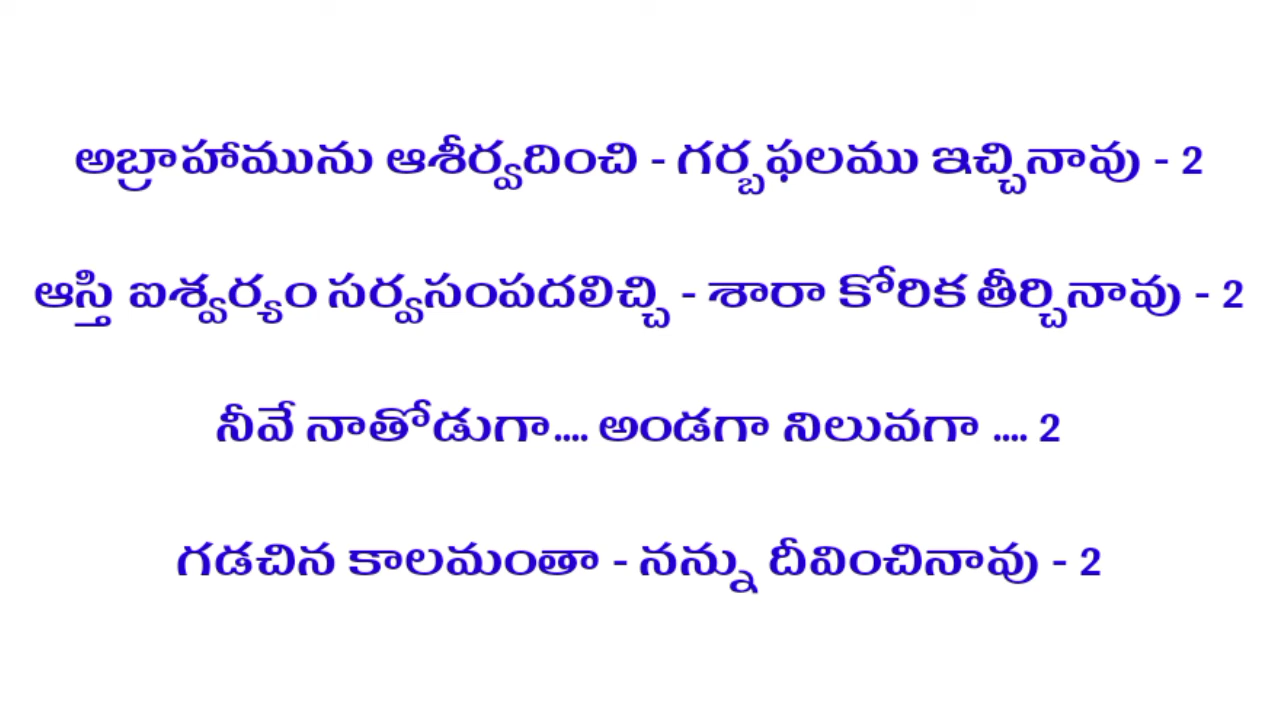 అబ్రాహామును ఆశీర్వదించి - గర్బఫలము ఇచ్చినావు - 2
ఆస్తి ఐశ్వర్యం సర్వసంపదలిచ్చి - శారా కోరిక తీర్చినావు - 2
నీవే నాతోడుగా.... అండగా నిలువగా .... 2
గడచిన కాలమంతా - నన్ను దీవించినావు - 2